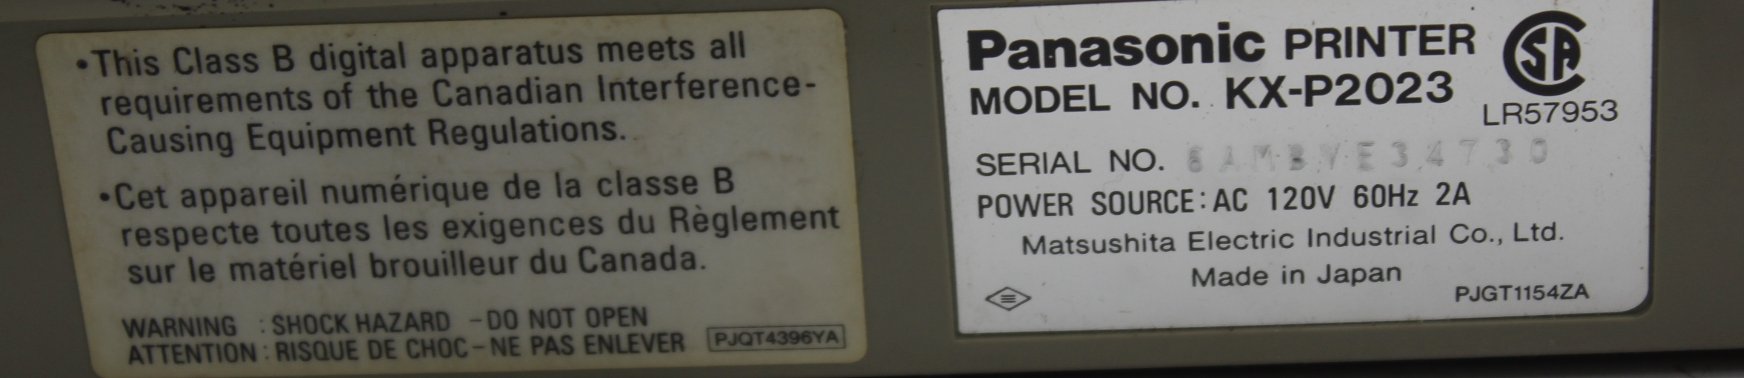 •This Class B digital apparatus meets all
requirements of the Canadian Interference-
Causing Equipment Regulations.
•Cet appareil numérique de la classe B
respecte toutes les exigences du Règlement
sur le matériel brouilleur du Canada.
WARNING : SHOCK HAZARD – DO NOT OPEN
ATTENTION : RISQUE DE CHOC – NE PAS ENLEVER
PJQT4396YA
Panasonic PRINTER
MODEL NO. KX-P2023
SA
LR57953
SERIAL NO.
POWER SOURCE: AC 120V 60Hz 2A
Matsushita Electric Industrial Co., Ltd.
Made in Japan
PJGT1154ZA